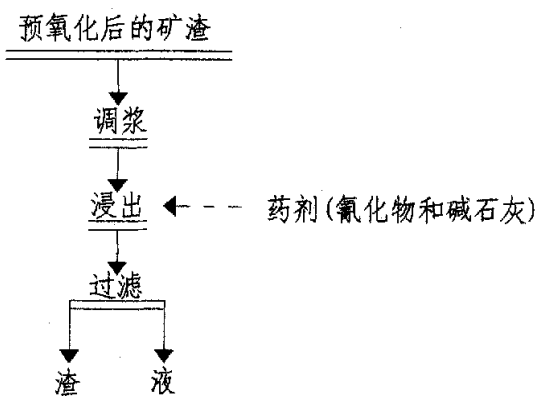 预氧化后的矿渣
调浆
浸出
药剂(氰化物和碱石灰)
过滤
渣
液